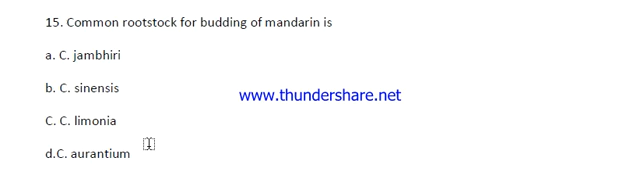 15. Common rootstock for budding of mandarin is
a. C. jambhiri
b. C. sinensis
www.thundershare.net
C. C. limonia
d.C. aurantium